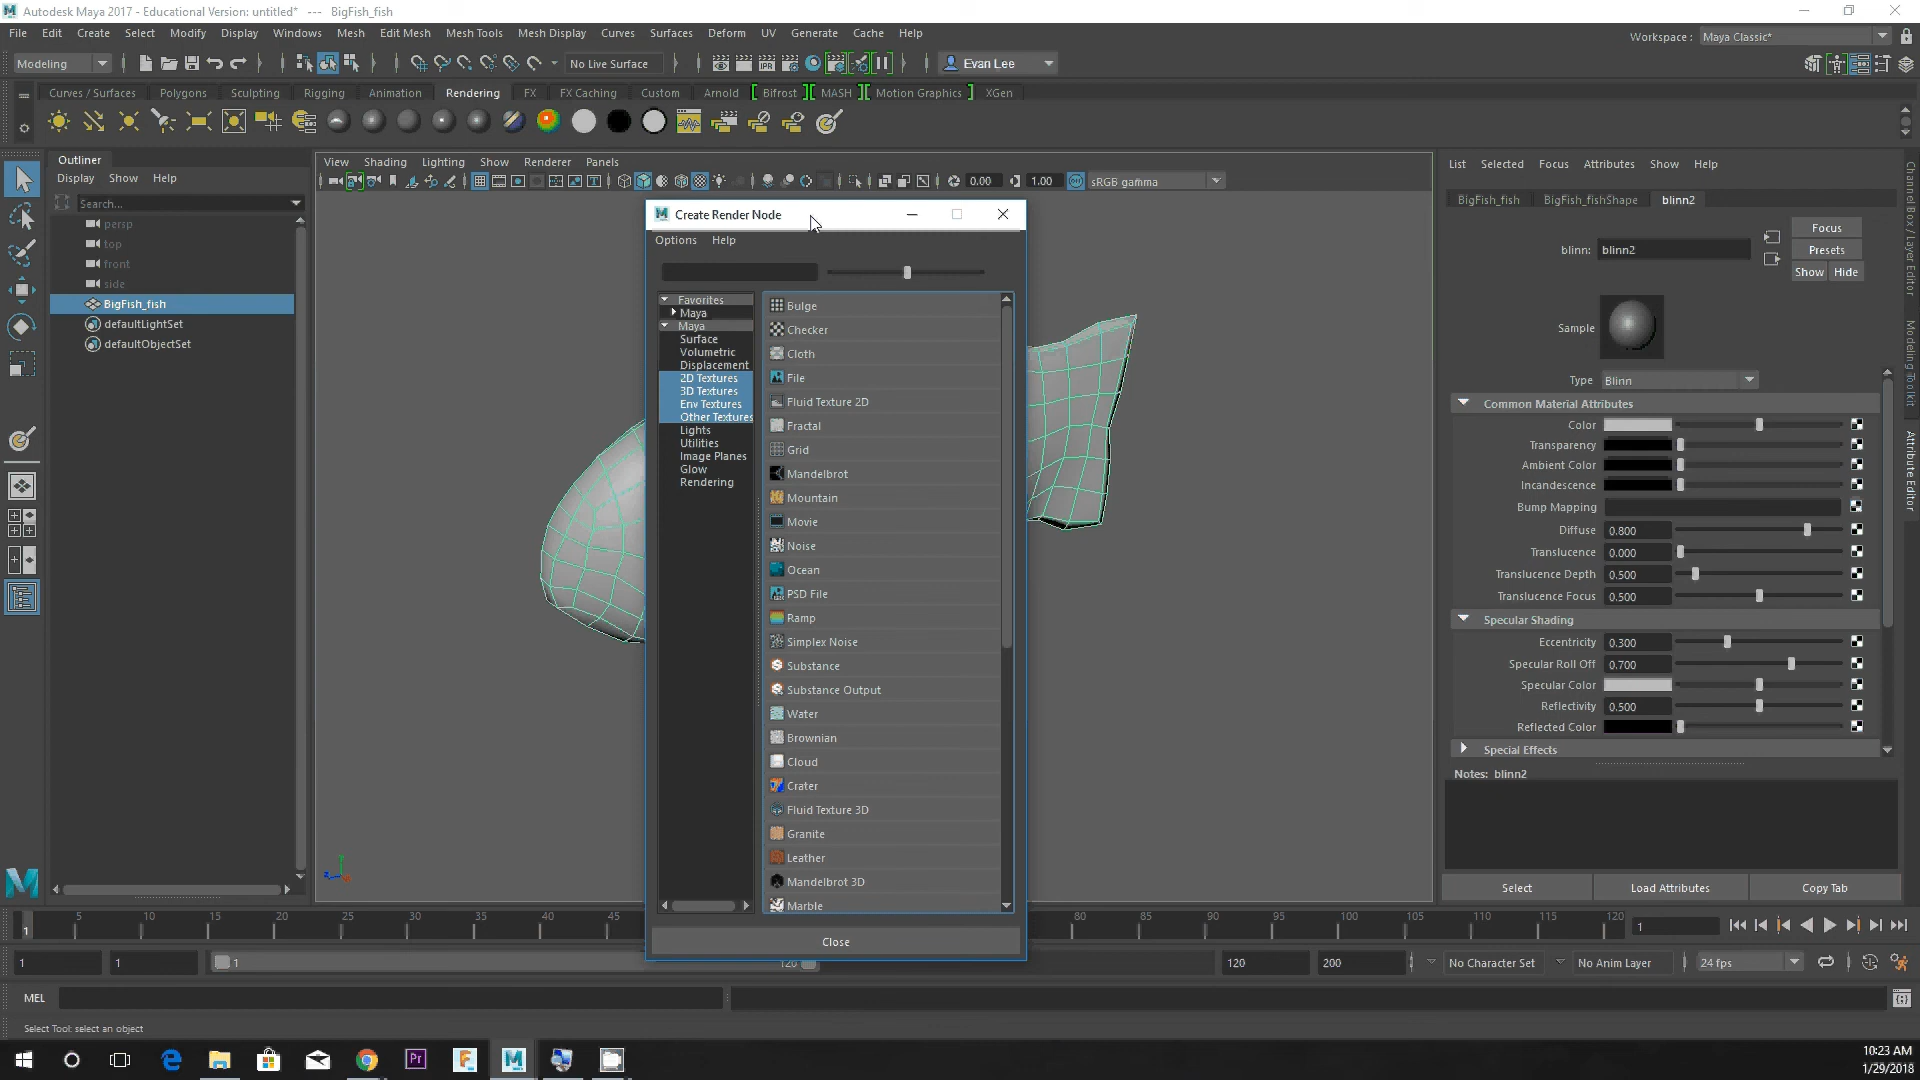 Autodesk Maya 2017 - Educational Version: untitled* --- BigFish_fish
File Edit Create Select Modify Display Windows Mesh Edit Mesh Mesh Tools Mesh Display Curves Surfaces Deform UV Generate Cache Help
Workspace : Maya Classic*
Modeling No Live Surface IPR Evan Lee
Curves / Surfaces Polygons Sculpting Rigging Animation Rendering FX FX Caching Custom Arnold Bifrost MASH Motion Graphics XGen
Outliner
Display Show Help
Search...
persp
top
front
side
BigFish_fish
defaultLightSet
defaultObjectSet
View Shading Lighting Show Renderer Panels
0.00 1.00 sRGB gamma
Create Render Node
Options Help
Favorites
Maya
Maya
Surface
Volumetric
Displacement
2D Textures
3D Textures
Env Textures
Other Textures
Lights
Utilities
Image Planes
Glow
Rendering
Bulge
Checker
Cloth
File
Fluid Texture 2D
Fractal
Grid
Mandelbrot
Mountain
Movie
Noise
Ocean
PSD File
Ramp
Simplex Noise
Substance
Substance Output
Water
Brownian
Cloud
Crater
Fluid Texture 3D
Granite
Leather
Mandelbrot 3D
Marble
Close
List Selected Focus Attributes Show Help
BigFish_fish BigFish_fishShape blinn2
Focus
blinn: blinn2 Presets
Show Hide
Sample
Type Blinn
Common Material Attributes
Color
Transparency
Ambient Color
Incandescence
Bump Mapping
Diffuse 0.800
Translucence 0.000
Translucence Depth 0.500
Translucence Focus 0.500
Specular Shading
Eccentricity 0.300
Specular Roll Off 0.700
Specular Color
Reflectivity 0.500
Reflected Color
Special Effects
Notes: blinn2
Select Load Attributes Copy Tab
Channel Box / Layer Editor
Modeling Toolkit
Attribute Editor
1 5 10 15 20 25 30 35 40 45 80 85 90 95 100 105 110 115 120 1
1 1 1 120 120 200 No Character Set No Anim Layer 24 fps
MEL
Select Tool: select an object
Pr
10:23 AM
1/29/2018